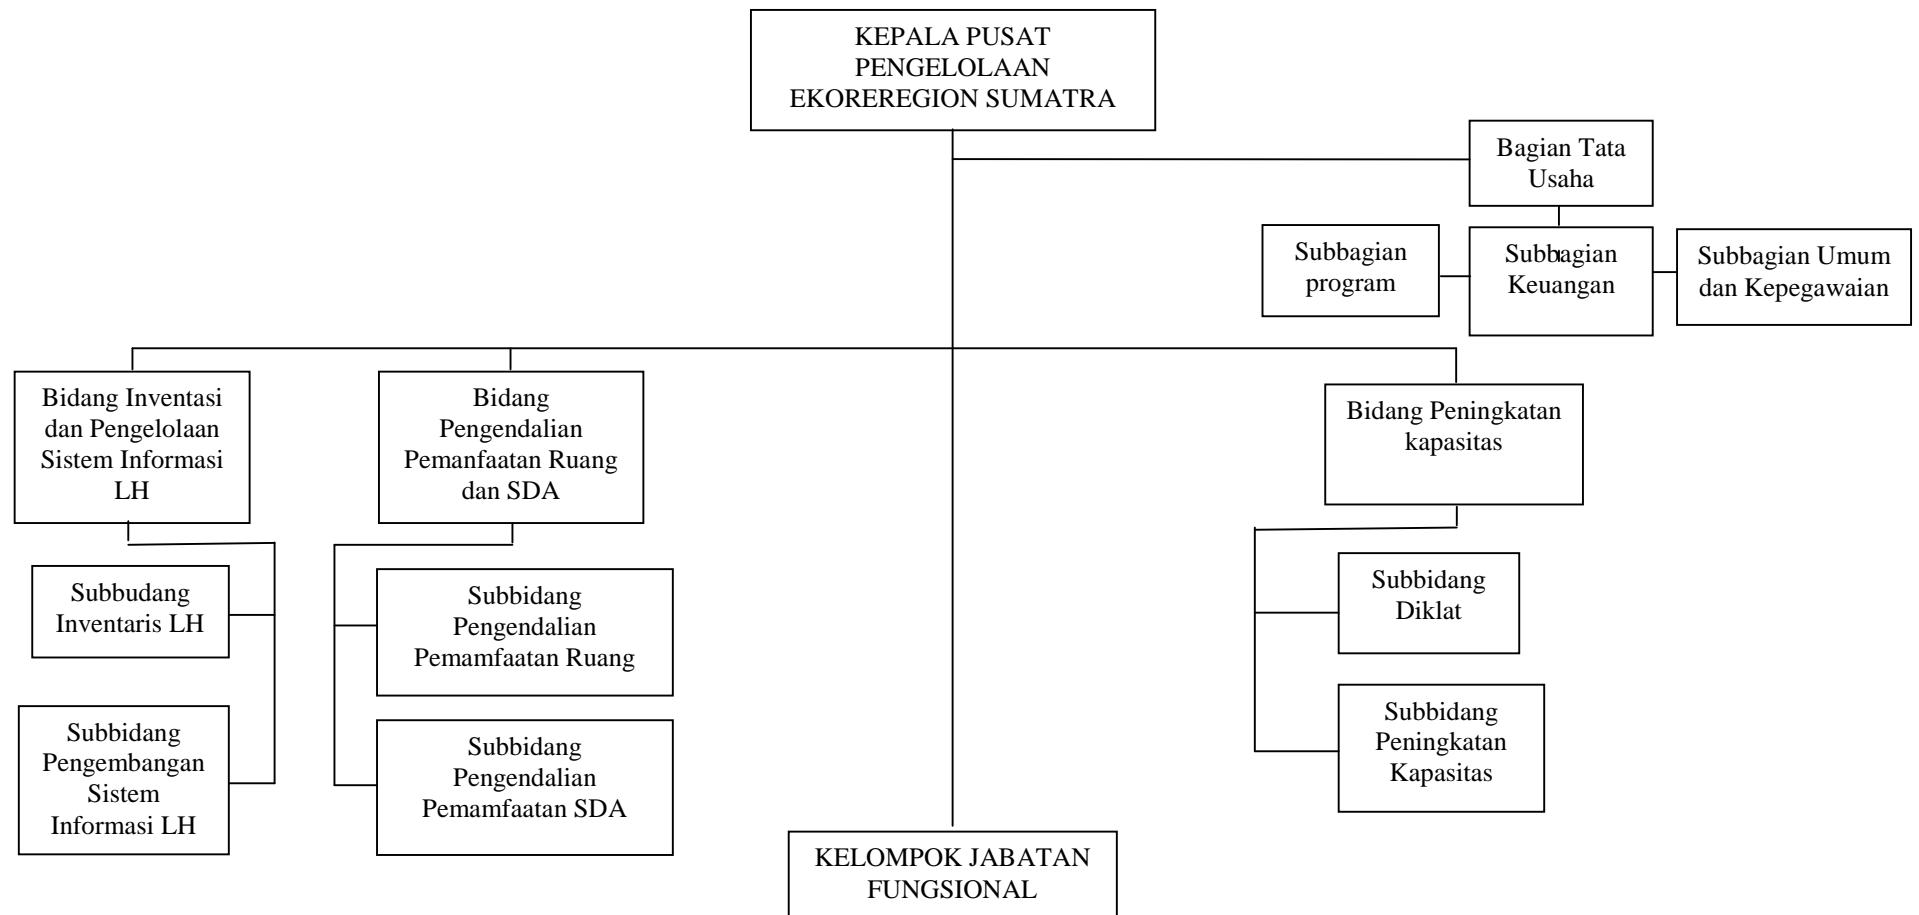 KEPALA PUSAT
PENGELOLAAN
EKOREREGION SUMATRA
Bagian Tata
Usaha
Subbagian
program
Subbagian
Keuangan
Subbagian Umum
dan Kepegawaian
Bidang Inventasi
dan Pengelolaan
Sistem Informasi
LH
Bidang
Pengendalian
Pemanfaatan Ruang
dan SDA
Bidang Peningkatan
kapasitas
Subbudang
Inventaris LH
Subbidang
Pengembangan
Sistem
Informasi LH
Subbidang
Pengendalian
Pemamfaatan Ruang
Subbidang
Pengendalian
Pemamfaatan SDA
Subbidang
Diklat
Subbidang
Peningkatan
Kapasitas
KELOMPOK JABATAN
FUNGSIONAL